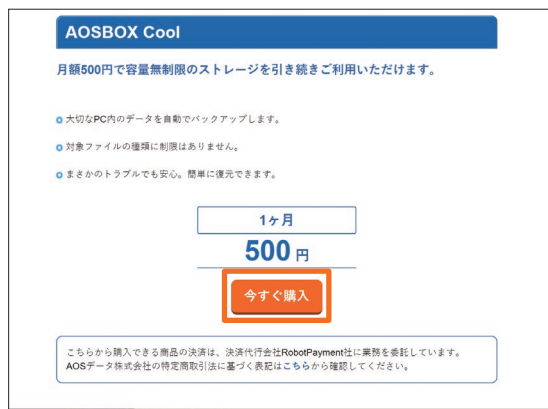 AOSBOX Cool
月額500円で容量無制限のストレージを引き続きご利用いただけます。
大切なPC内のデータを自動でバックアップします。
対象ファイルの種類に制限はありません。
まさかのトラブルでも安心。簡単に復元できます。
1ヶ月
500 円
今すぐ購入
こちらから購入できる商品の決済は、決済代行会社RobotPayment社に業務を委託しています。
AOSデータ株式会社の特定商取引法に基づく表記はこちらから確認してください。